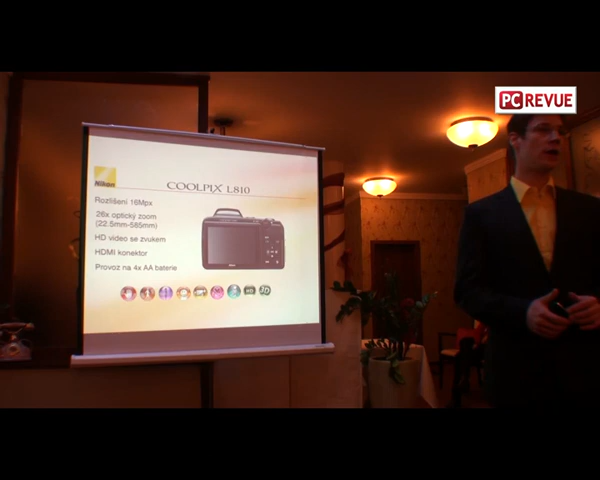 PC REVUE
Nikon
COOLPIX L810
Rozlišení 16Mpx
26x optický zoom
(22.5mm-585mm)
HD video se zvukem
HDMI konektor
Provoz na 4x AA baterie